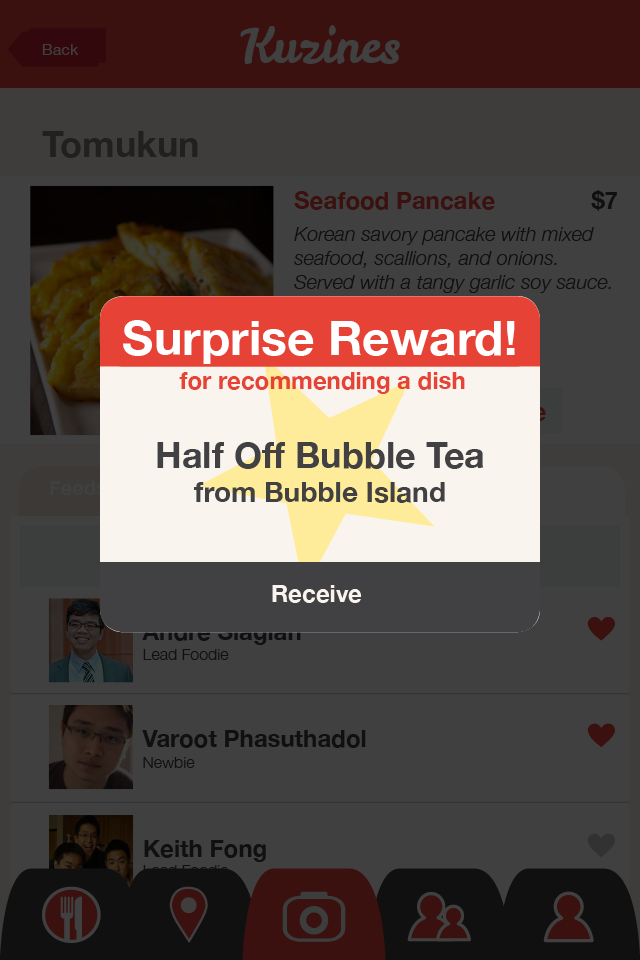 Back
Kuzines
Tomukun
Seafood Pancake
$7
Korean savory pancake with mixed
seafood, scallions, and onions.
Served with a tangy garlic soy sauce.
Surprise Reward!
for recommending a dish
Half Off Bubble Tea
from Bubble Island
Receive
Lead Foodie
Varoot Phasuthadol
Newbie
Keith Fong
Lead Foodie